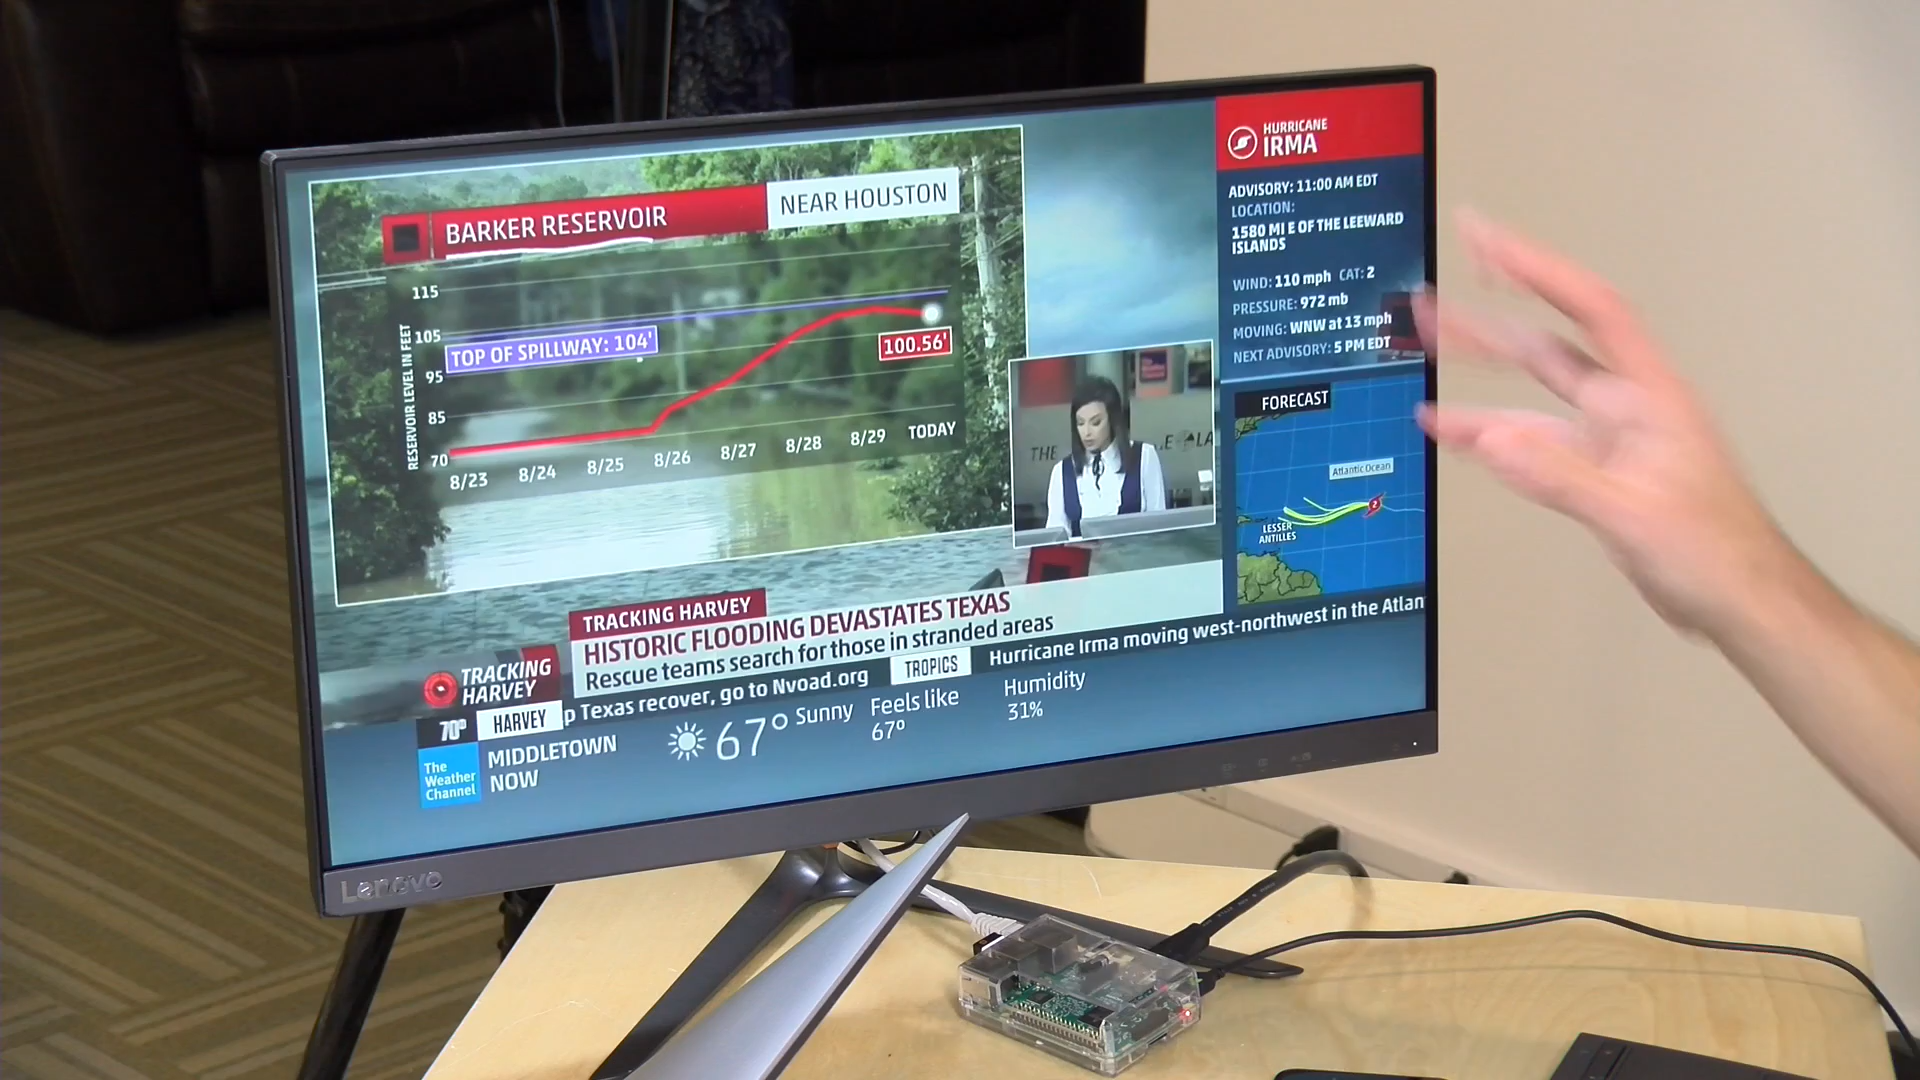 BARKER RESERVOIR
NEAR HOUSTON
RESERVOIR LEVEL IN FEET
115
105
95
85
70
TOP OF SPILLWAY: 104'
100.56'
8/23 8/24 8/25 8/26 8/27 8/28 8/29 TODAY
HURRICANE
IRMA
ADVISORY: 11:00 AM EDT
LOCATION:
1580 MI E OF THE LEEWARD
ISLANDS
WIND: 110 mph CAT: 2
PRESSURE: 972 mb
MOVING: WNW at 13 mph
NEXT ADVISORY: 5 PM EDT
FORECAST
Atlantic Ocean
2
LESSER
ANTILLES
THE
TRACKING HARVEY
HISTORIC FLOODING DEVASTATES TEXAS
Rescue teams search for those in stranded areas
TRACKING
HARVEY
70°
HARVEY
p Texas recover, go to Nvoad.org
TROPICS
Hurricane Irma moving west-northwest in the Atlan
The
Weather
Channel
MIDDLETOWN
NOW
67° Sunny
Feels like
67°
Humidity
31%
Lenovo